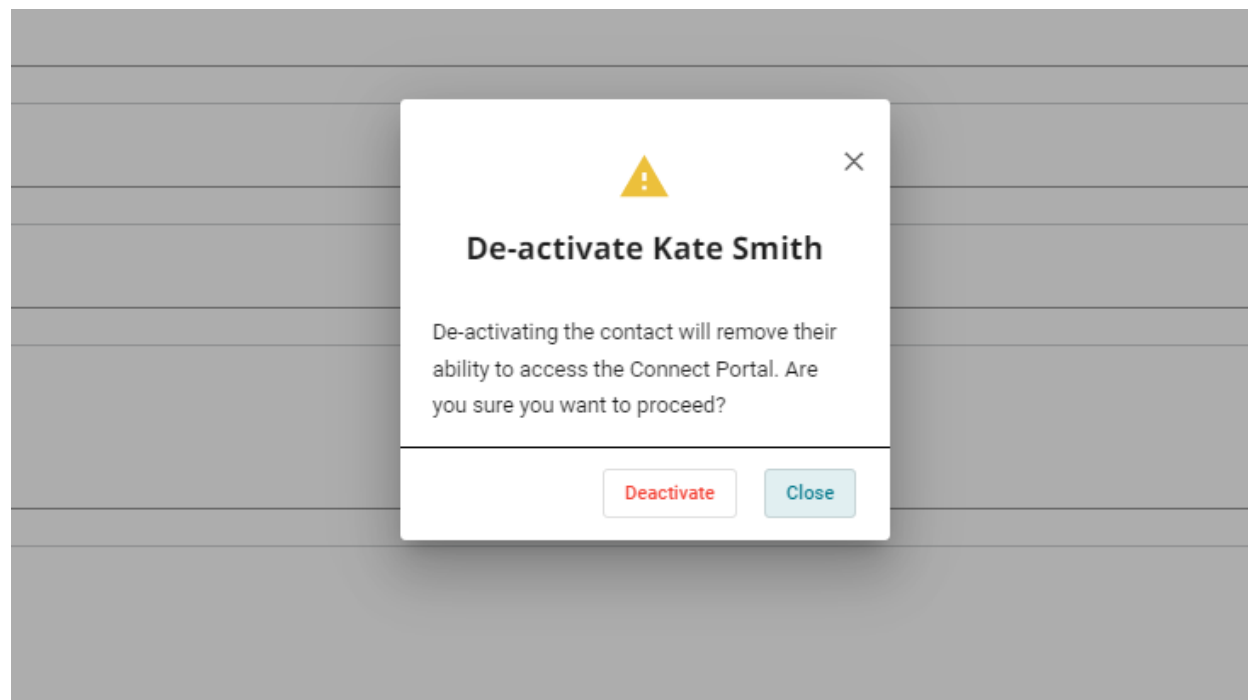 De-activate Kate Smith
De-activating the contact will remove their
ability to access the Connect Portal. Are
you sure you want to proceed?
Deactivate
Close